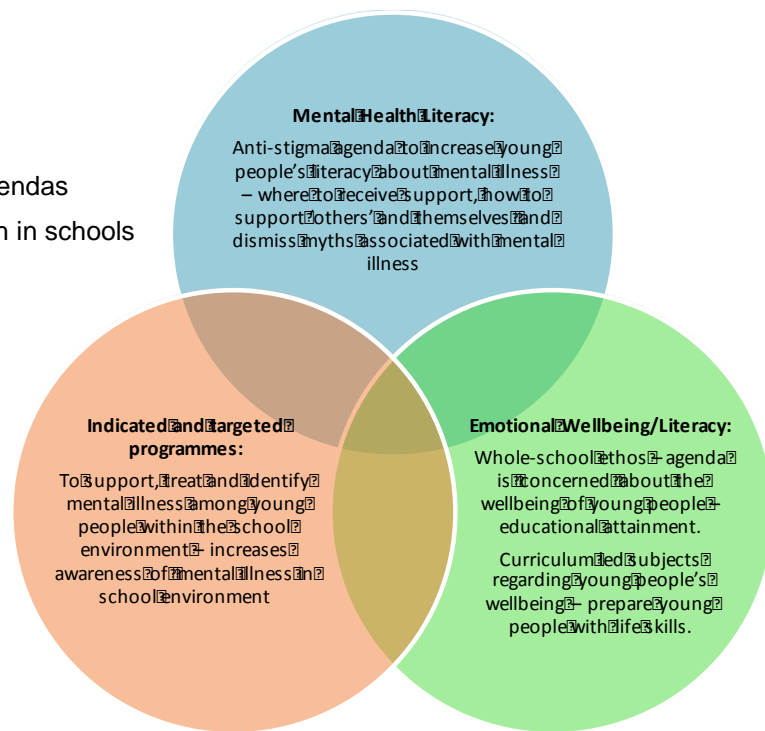 endas
n in schools
Mental Health Literacy:
Anti-stigma agenda to increase young
people's literacy about mental illness
– where to receive support, how to
support 'others' and themselves and
dismiss myths associated with mental
illness
Indicated and targeted
programmes:
To support, treat and identify
mental illness among young
people within the school
environment – increases
awareness of mental illness in
school environment
Emotional Wellbeing/Literacy:
Whole-school ethos – agenda
is concerned about the
wellbeing of young people –
educational attainment.
Curriculum led subjects
regarding young people's
wellbeing – prepare young
people with life skills.